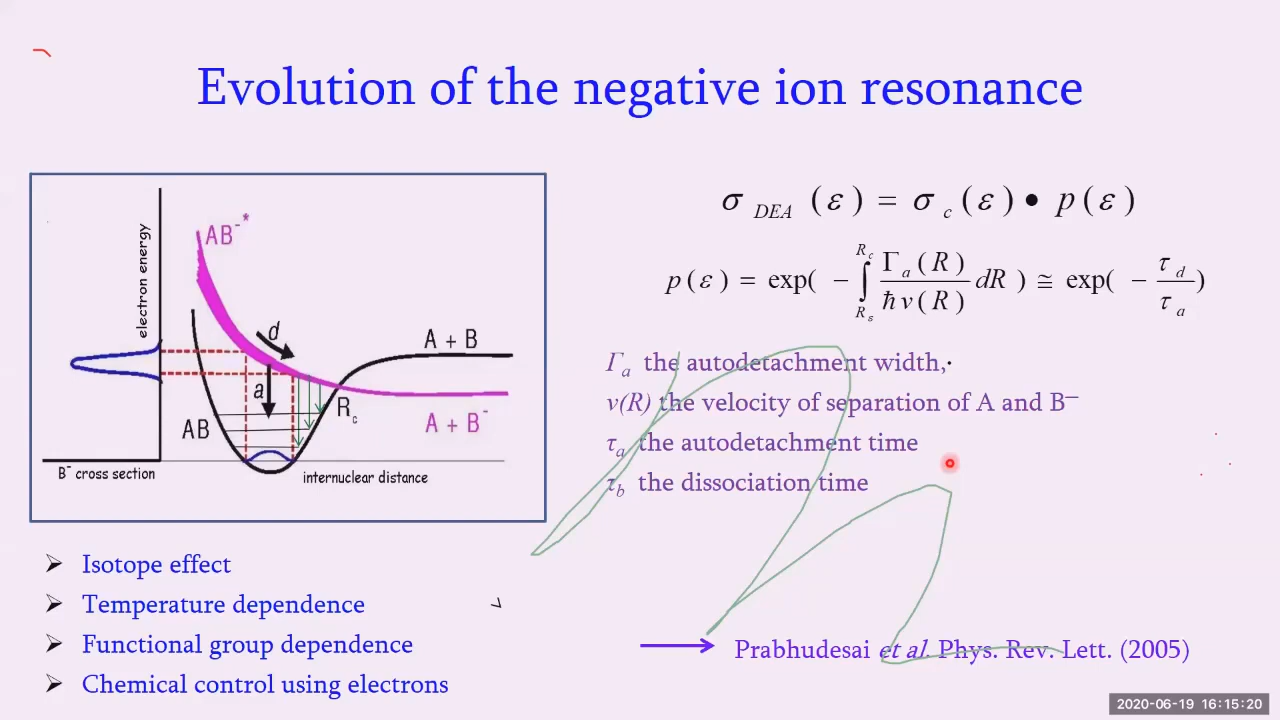 Evolution of the negative ion resonance
electron energy
AB⁻*
d
a
A + B
R_c
A + B⁻
AB
B⁻ cross section
internuclear distance
σ_DEA (ε) = σ_c (ε) • p (ε)
p (ε) = exp( − ∫_{R_s}^{R_c} Γ_a (R) / ħ v (R) dR ) ≅ exp( − τ_d / τ_a )
Γ_a the autodetachment width,
v(R) the velocity of separation of A and B⁻
τ_a the autodetachment time
τ_b the dissociation time
➢ Isotope effect
➢ Temperature dependence
➢ Functional group dependence
➢ Chemical control using electrons
Prabhudesai et al. Phys. Rev. Lett. (2005)
2020-06-19 16:15:20